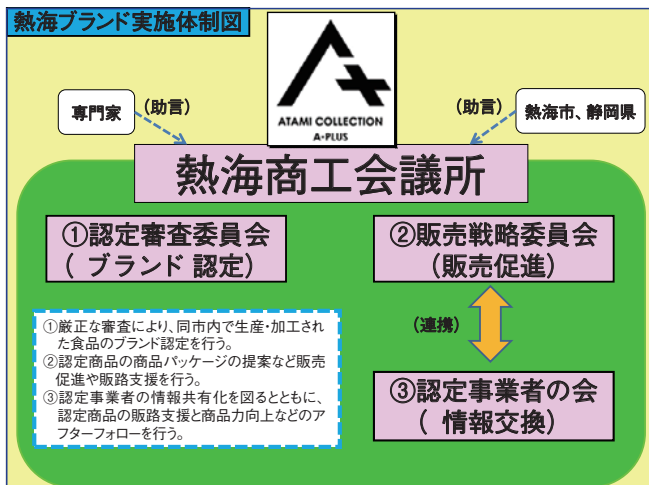 熱海ブランド実施体制図
ATAMI COLLECTION
A-PLUS
専門家
(助言)
(助言)
熱海市、静岡県
熱海商工会議所
①認定審査委員会
( ブランド 認定)
②販売戦略委員会
(販売促進)
①厳正な審査により、同市内で生産・加工され
た食品のブランド認定を行う。
②認定商品の商品パッケージの提案など販売
促進や販路支援を行う。
③認定事業者の情報共有化を図るとともに、
認定商品の販路支援と商品力向上などのア
フターフォローを行う。
(連携)
③認定事業者の会
( 情報交換)